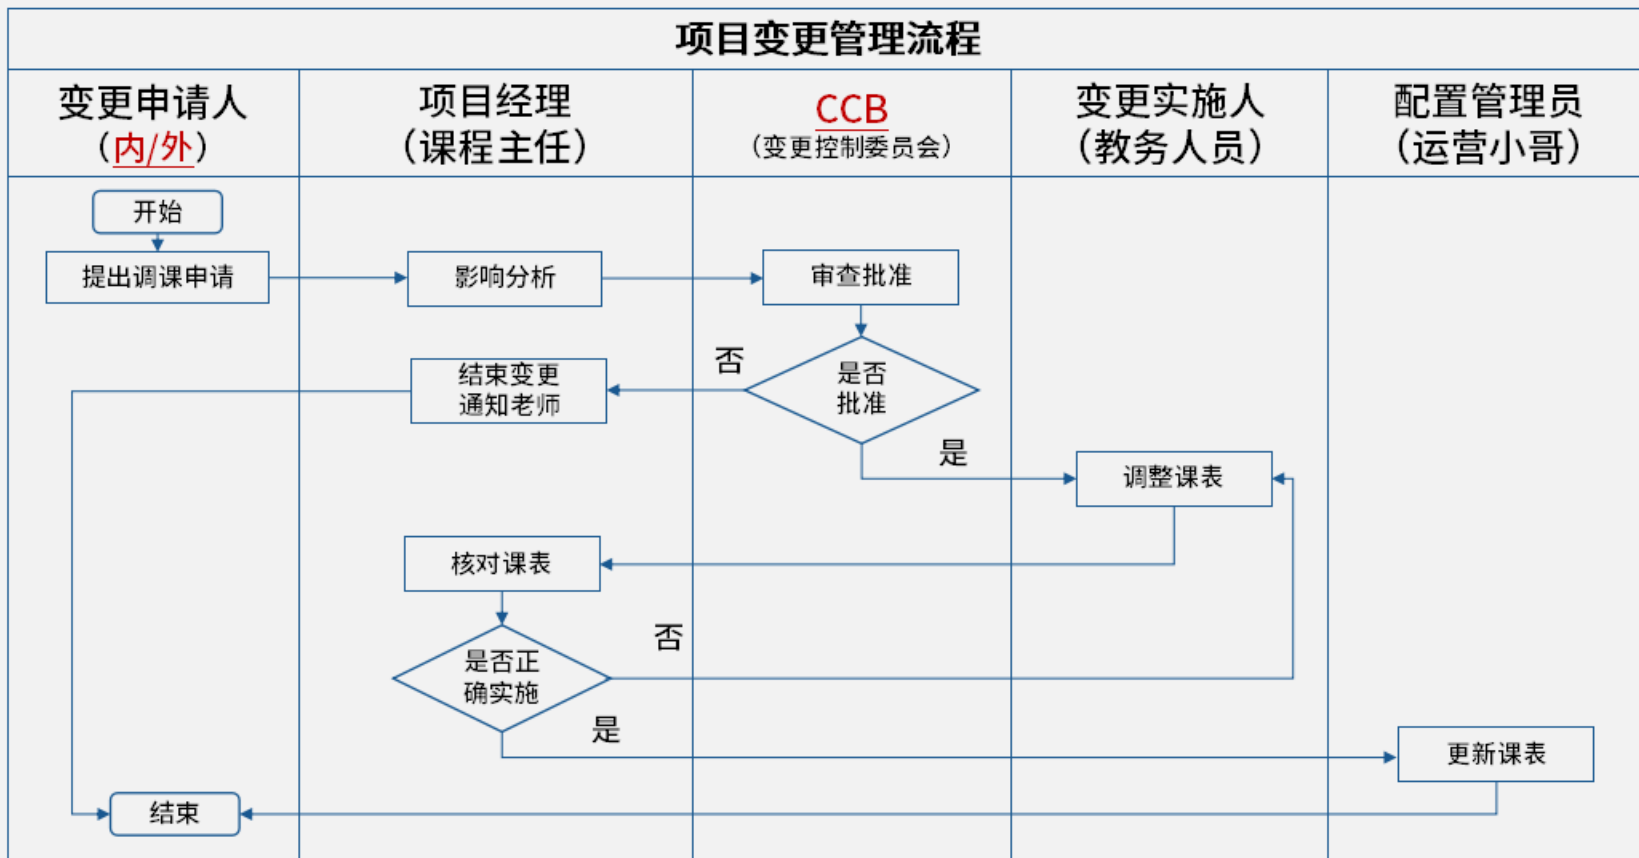 项目变更管理流程
变更申请人
（内/外）
项目经理
（课程主任）
CCB
（变更控制委员会）
变更实施人
（教务人员）
配置管理员
（运营小哥）
开始
提出调课申请
影响分析
审查批准
结束变更
通知老师
否
是否
批准
是
调整课表
核对课表
是否正
确实施
否
是
更新课表
结束